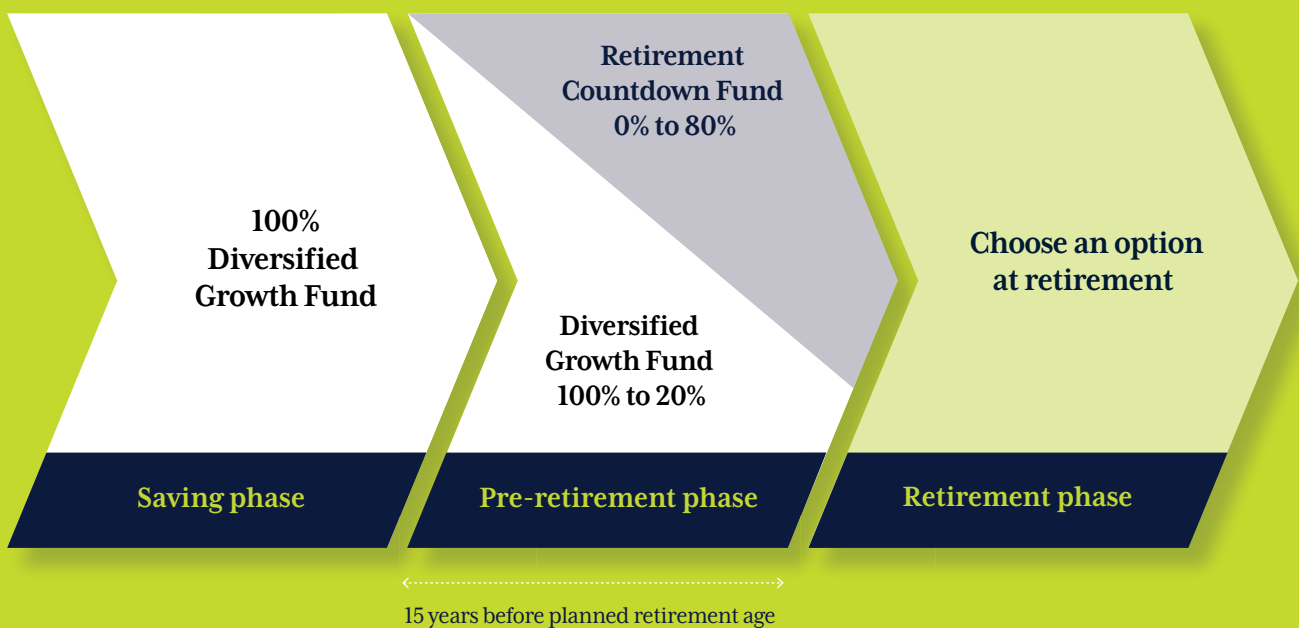 100%
Diversified
Growth Fund
Saving phase
Retirement
Countdown Fund
0% to 80%
Diversified
Growth Fund
100% to 20%
Pre-retirement phase
15 years before planned retirement age
Choose an option
at retirement
Retirement phase